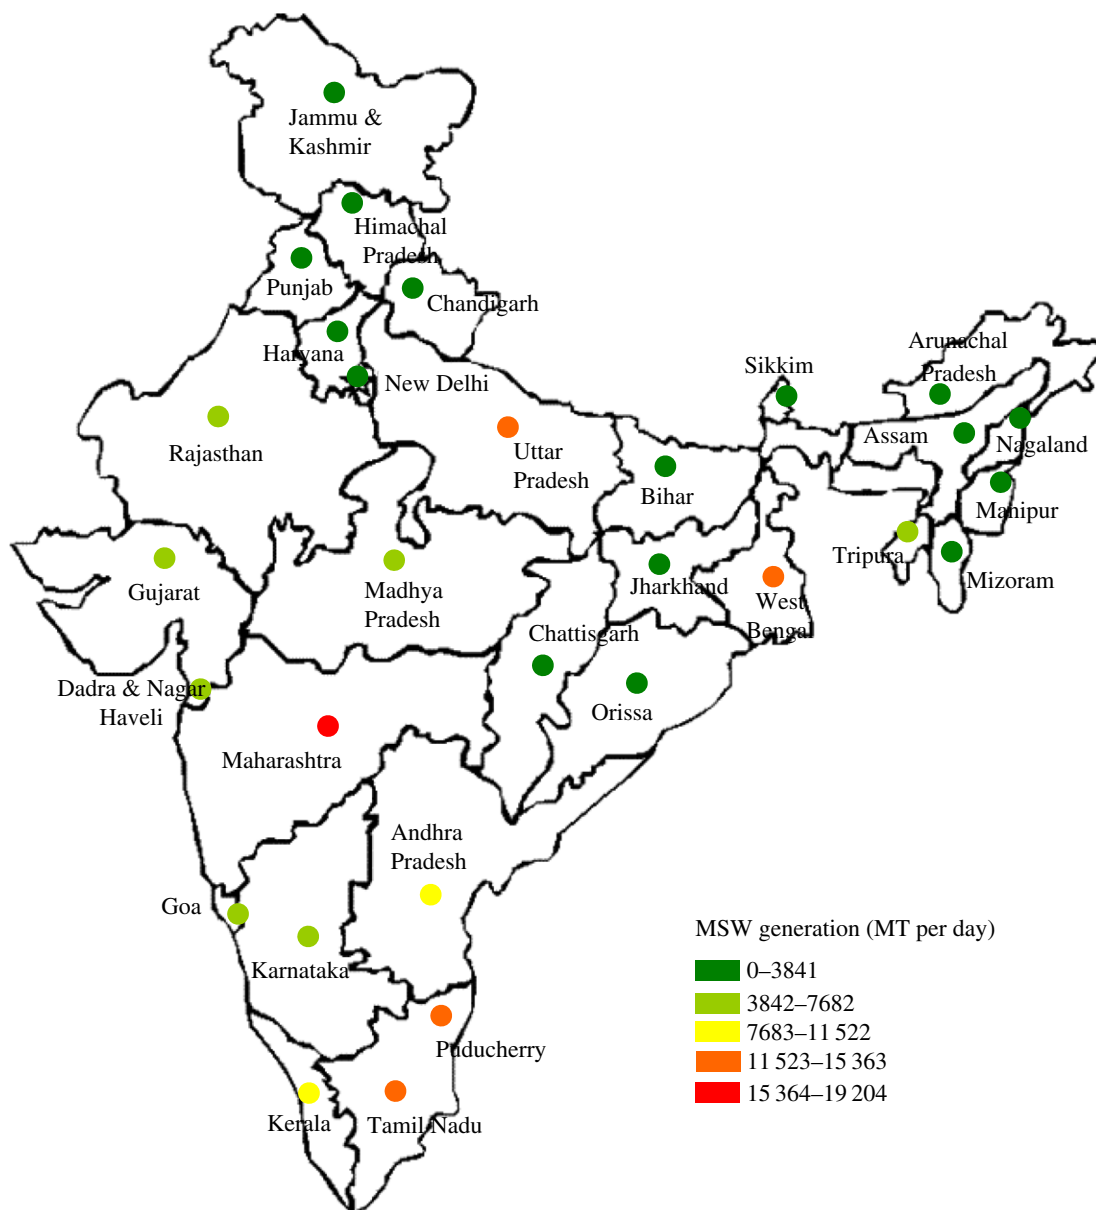 Jammu &
Kashmir
Himachal
Pradesh
Punjab
Chandigarh
Haryana
New Delhi
Arunachal
Pradesh
Sikkim
Rajasthan
Uttar
Pradesh
Assam
Nagaland
Bihar
Manipur
Tripura
Mizoram
Gujarat
Madhya
Pradesh
Jharkhand
West
Bengal
Chattisgarh
Dadra & Nagar
Haveli
Orissa
Maharashtra
Andhra
Pradesh
Goa
Karnataka
Puducherry
Kerala
Tamil Nadu
MSW generation (MT per day)
0–3841
3842–7682
7683–11 522
11 523–15 363
15 364–19 204